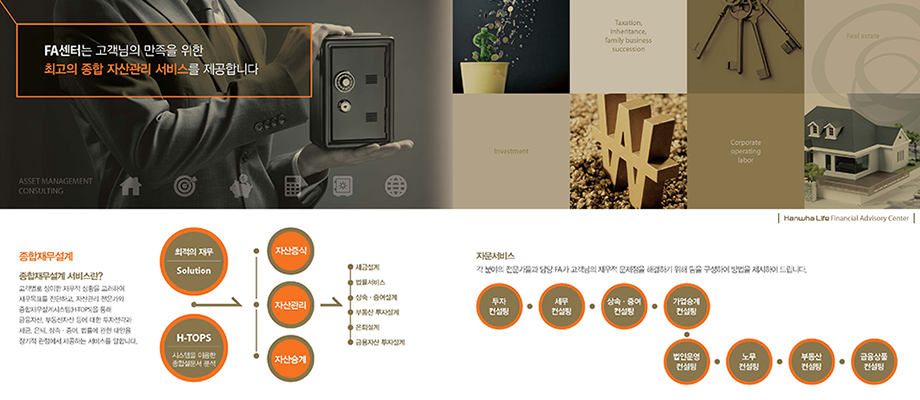 FA센터는 고객님의 만족을 위한
최고의 종합 자산관리 서비스를 제공합니다
ASSET MANAGEMENT
CONSULTING
Taxation,
inheritance,
family business
succession
Real estate
Investment
Corporate
operating
labor
Hanwha Life Financial Advisory Center
종합재무설계
종합재무설계 서비스란?
고객별로 상이한 재무적 상황을 고려하여
재무목표를 진단하고, 자산관리 전문가와
종합재무설계시스템(H-TOPS)을 통해
금융자산, 부동산자산 등에 대한 투자전략과
세금, 은퇴, 상속·증여, 법률에 관한 대안을
장기적 관점에서 제공하는 서비스를 말합니다.
최적의 재무
Solution
H-TOPS
시스템을 이용한
종합설문서 분석
자산증식
자산관리
자산승계
세금설계
법률서비스
상속·증여설계
부동산 투자설계
은퇴설계
금융자산 투자설계
자문서비스
각 분야의 전문가들과 담당 FA가 고객님의 재무적 문제점을 해결하기 위해 팀을 구성하여 방법을 제시하여 드립니다.
투자
컨설팅
세무
컨설팅
상속·증여
컨설팅
가업승계
컨설팅
법인운영
컨설팅
노무
컨설팅
부동산
컨설팅
금융상품
컨설팅